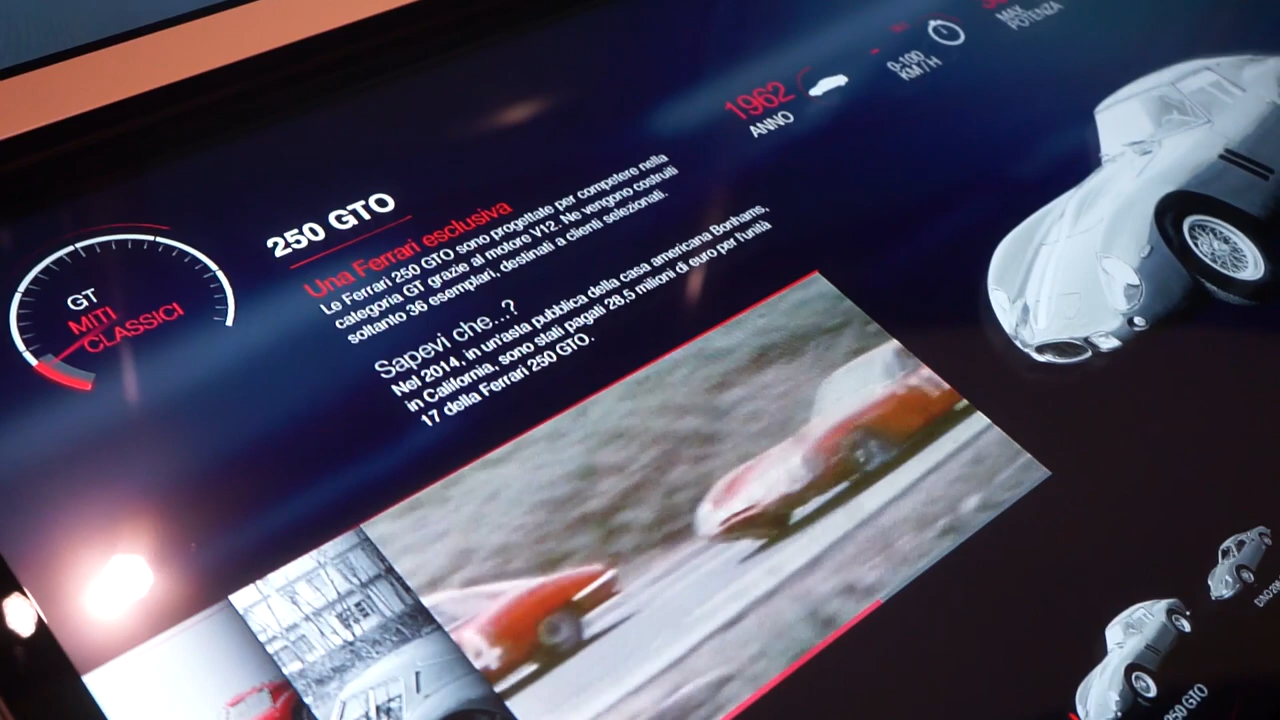 GT
MITI
CLASSICI
250 GTO
Una Ferrari esclusiva
Le Ferrari 250 GTO sono progettate per competere nella
categoria GT grazie al motore V12. Ne vengono costruiti
soltanto 36 esemplari, destinati a clienti selezionati.
Sapevi che...?
Nel 2014, in un'asta pubblica della casa americana Bonhams,
in California, sono stati pagati 28,5 milioni di euro per l'unità
17 della Ferrari 250 GTO.
1962
ANNO
0-100
KM/H
MAX
POTENZA
250 GTO